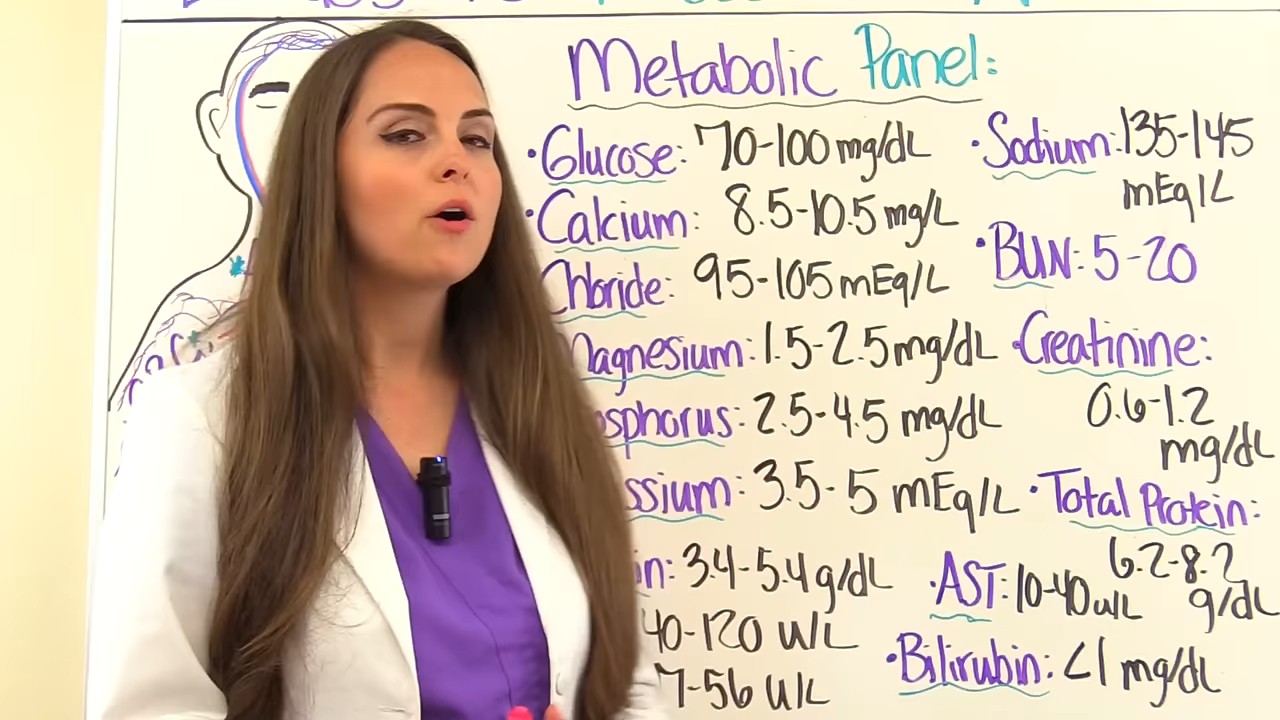 Metabolic Panel:
• Glucose: 70-100 mg/dL
• Calcium: 8.5-10.5 mg/L
Chloride: 95-105 mEq/L
Magnesium: 1.5-2.5 mg/dL
osphorus: 2.5-4.5 mg/dL
ssium: 3.5-5 mEq/L
in: 3.4-5.4 g/dL
40-120 u/L
7-56 u/L
• Sodium: 135-145
mEq/L
• BUN: 5-20
• Creatinine:
0.6-1.2
mg/dL
• Total Protein:
6.2-8.2
g/dL
• AST: 10-40 u/L
• Bilirubin: <1 mg/dL